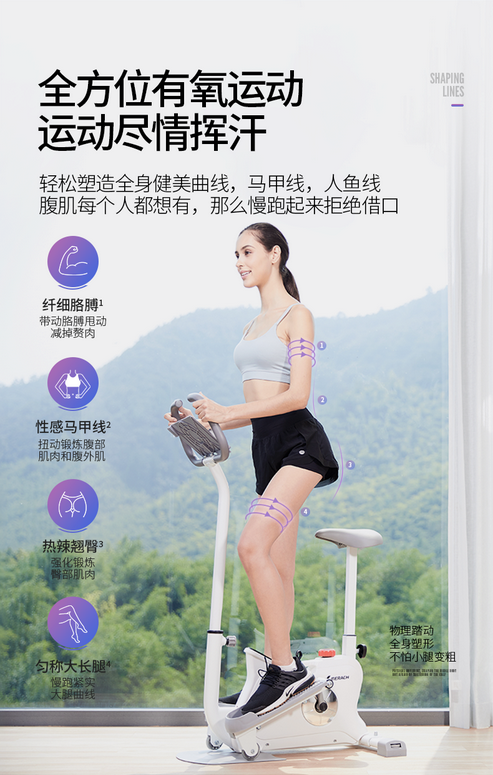 全方位有氧运动
运动尽情挥汗
SHAPING
LINES
轻松塑造全身健美曲线，马甲线，人鱼线
腹肌每个人都想有，那么慢跑起来拒绝借口
纤细胳膊1
带动胳膊甩动
减掉赘肉
性感马甲线2
扭动锻炼腹部
肌肉和腹外肌
热辣翘臀3
强化锻炼
臀部肌肉
匀称大长腿4
慢跑紧实
大腿曲线
1
2
3
4
物理踏动
全身塑形
不怕小腿变粗
MERACH